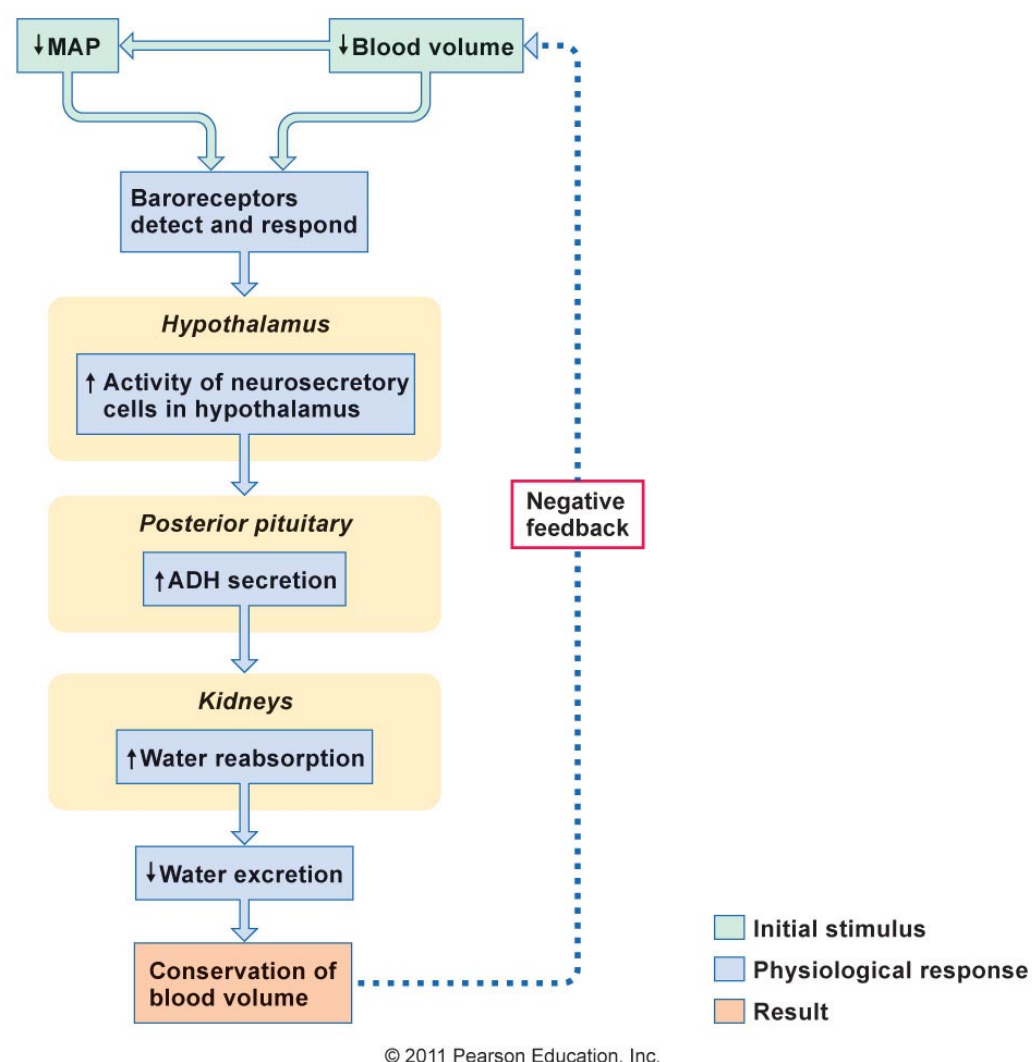 ↓MAP
↓Blood volume
Baroreceptors
detect and respond
Hypothalamus
↑ Activity of neurosecretory
cells in hypothalamus
Posterior pituitary
↑ADH secretion
Negative
feedback
Kidneys
↑Water reabsorption
↓Water excretion
Conservation of
blood volume
Initial stimulus
Physiological response
Result
© 2011 Pearson Education, Inc.